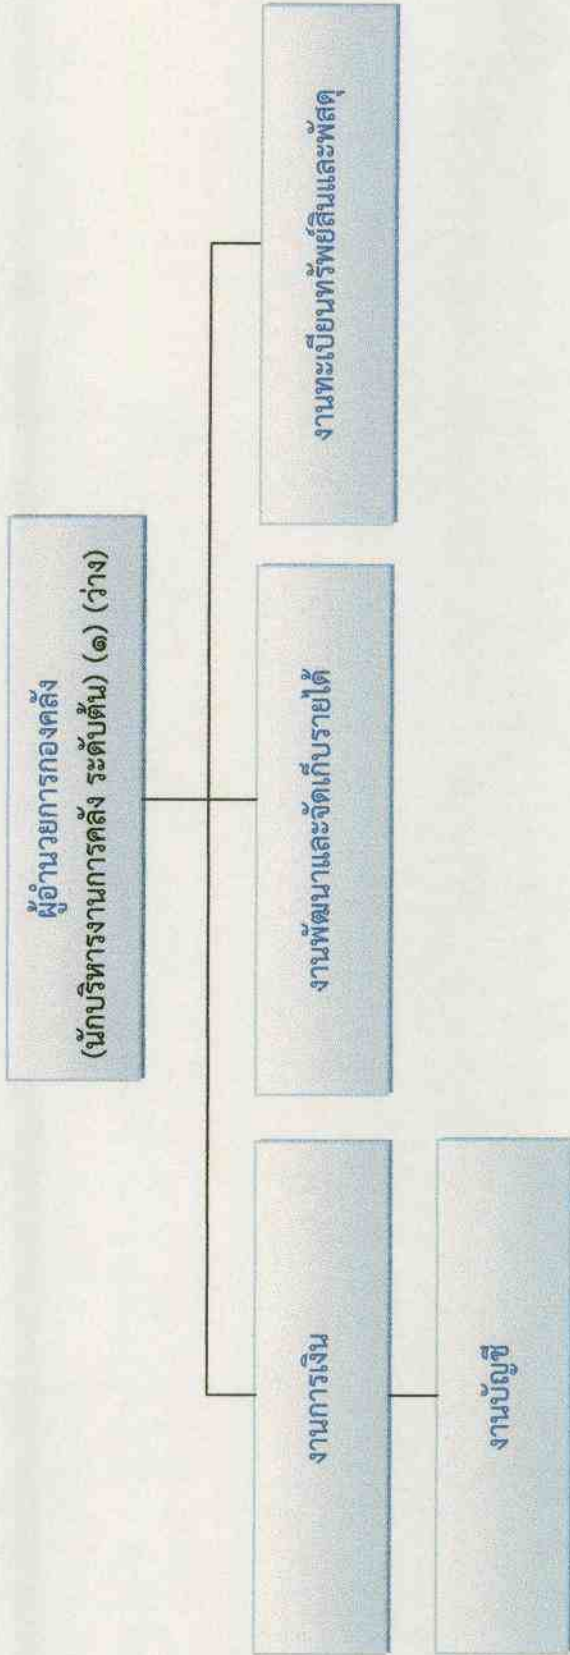 ผู้อำนวยการกองคลัง
(นักบริหารงานการคลัง ระดับต้น) (๑) (ว่าง)
งานการเงิน
งานพัฒนาและจัดเก็บรายได้
งานทะเบียนทรัพย์สินและพัสดุ
งานบัญชี